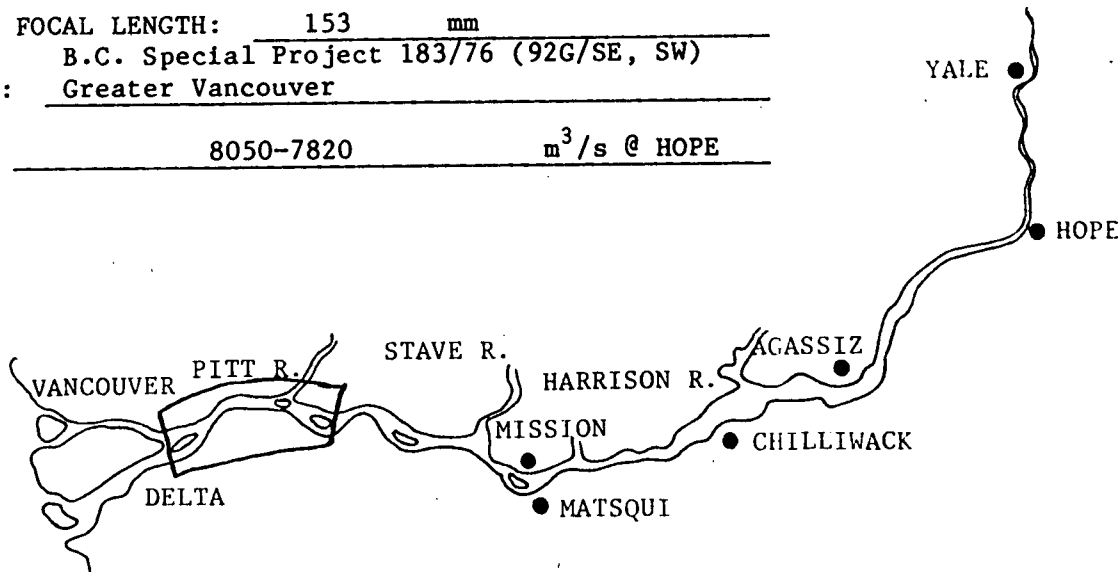 FOCAL LENGTH: 153 mm
B.C. Special Project 183/76 (92G/SE, SW)
: Greater Vancouver
8050-7820 m³/s @ HOPE
YALE
HOPE
AGASSIZ
STAVE R.
PITT R.
HARRISON R.
VANCOUVER
MISSION
CHILLIWACK
DELTA
MATSQUI